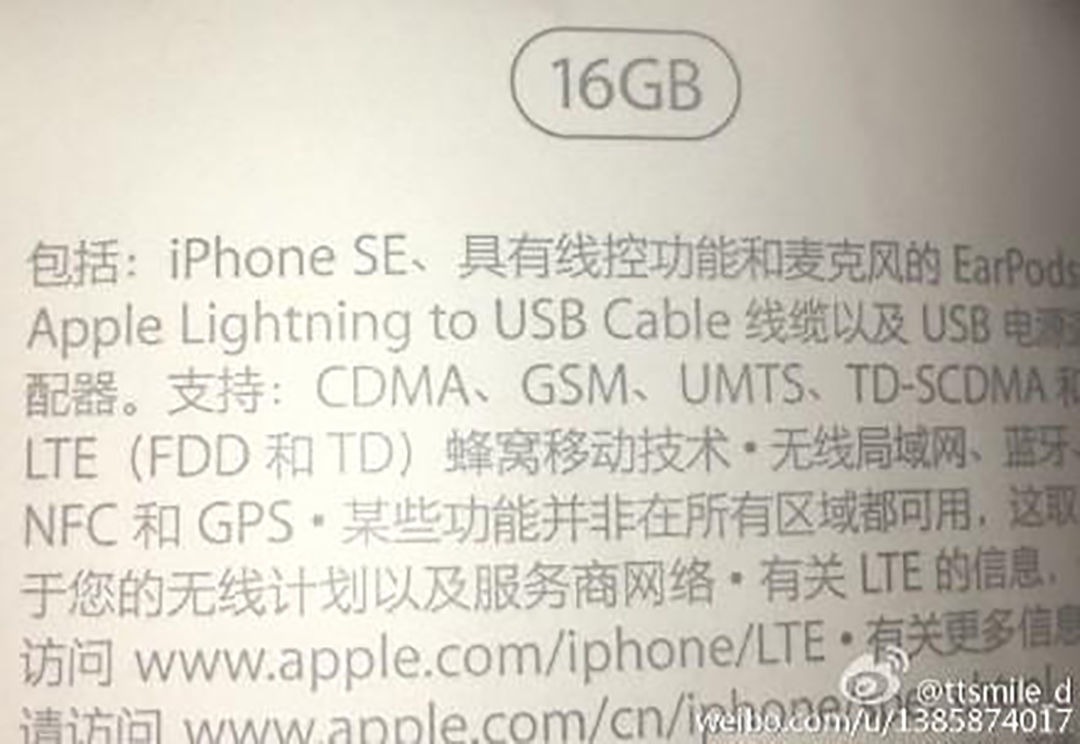 16GB
包括：iPhone SE、具有线控功能和麦克风的 EarPods
Apple Lightning to USB Cable 线缆以及 USB 电源
配器。支持：CDMA、GSM、UMTS、TD-SCDMA 和
LTE（FDD 和 TD）蜂窝移动技术・无线局域网、蓝牙、
NFC 和 GPS・某些功能并非在所有区域都可用，这取
于您的无线计划以及服务商网络・有关 LTE 的信息，
访问 www.apple.com/iphone/LTE・有关更多信息
请访问 www.apple.com/cn/iphone
@ttsmile_d
weibo.com/u/1385874017